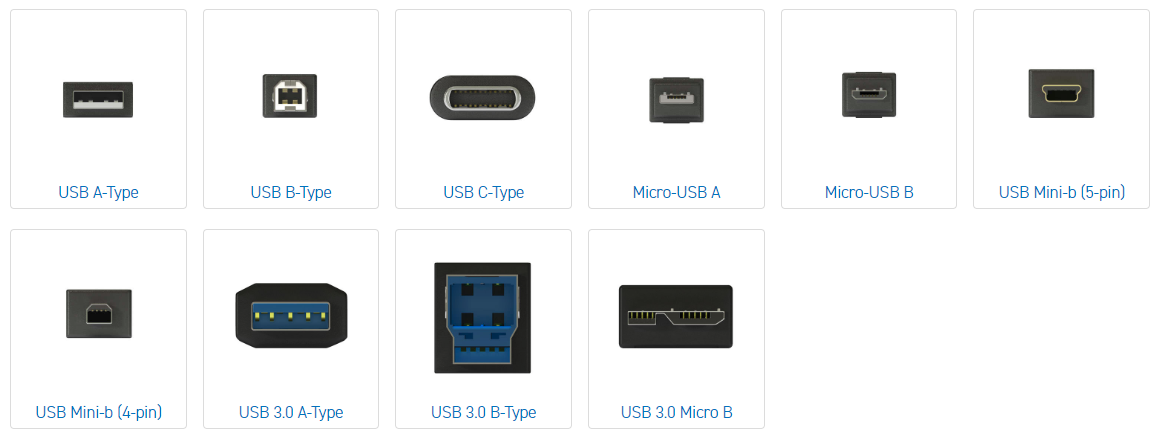 USB A-Type
USB B-Type
USB C-Type
Micro-USB A
Micro-USB B
USB Mini-b (5-pin)
USB Mini-b (4-pin)
USB 3.0 A-Type
USB 3.0 B-Type
USB 3.0 Micro B